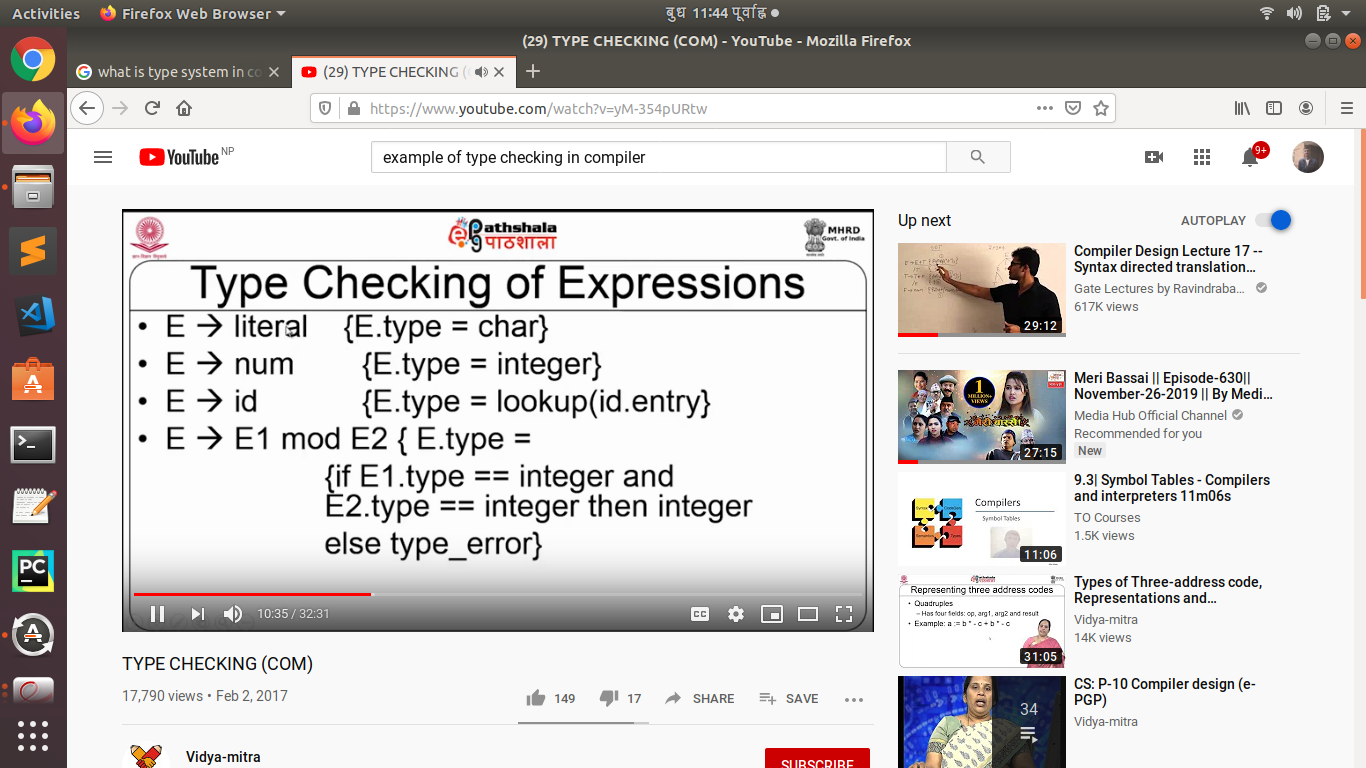 Activities
Firefox Web Browser
बुध 11:44 पूर्वाह्न
(29) TYPE CHECKING (COM) - YouTube - Mozilla Firefox
what is type system in co
(29) TYPE CHECKING (
https://www.youtube.com/watch?v=yM-354pURtw
YouTube NP
example of type checking in compiler
9+
ePathshala
पाठशाला
MHRD
Govt. of India
Type Checking of Expressions
• E → literal {E.type = char}
• E → num {E.type = integer}
• E → id {E.type = lookup(id.entry}
• E → E1 mod E2 { E.type =
{if E1.type == integer and
E2.type == integer then integer
else type_error}
10:35 / 32:31
CC
TYPE CHECKING (COM)
17,790 views • Feb 2, 2017
149
17
SHARE
SAVE
Vidya-mitra
SUBSCRIBE
Up next
AUTOPLAY
29:12
Compiler Design Lecture 17 --
Syntax directed translation...
Gate Lectures by Ravindraba...
617K views
1
MILLION+
VIEWS
27:15
Meri Bassai || Episode-630||
November-26-2019 || By Medi...
Media Hub Official Channel
Recommended for you
New
Compilers
Symbol Tables
11:06
9.3| Symbol Tables - Compilers
and interpreters 11m06s
TO Courses
1.5K views
Representing three address codes
• Quadruples
– Has four fields: op, arg1, arg2 and result
• Example: a := b * - c + b * - c
31:05
Types of Three-address code,
Representations and...
Vidya-mitra
14K views
34
CS: P-10 Compiler design (e-
PGP)
Vidya-mitra
PC